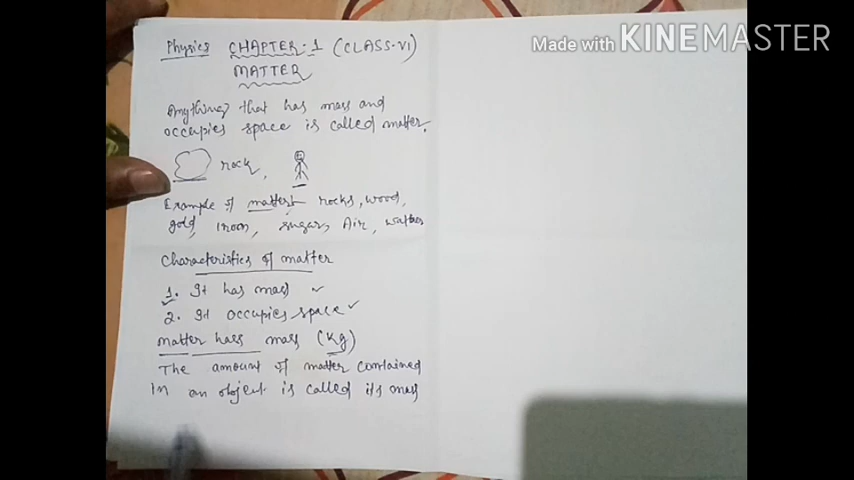 Physics CHAPTER-1 (CLASS-VI)
MATTER
Made with KINEMASTER
Anything that has mass and
occupies space is called matter.
rock,
Example of matter- rocks, wood,
gold, Iron, sugar, Air, water
Characteristics of matter
1. It has mass
2. It occupies space
matter hass mass (Kg)
The amount of matter contained
In an object is called its mass